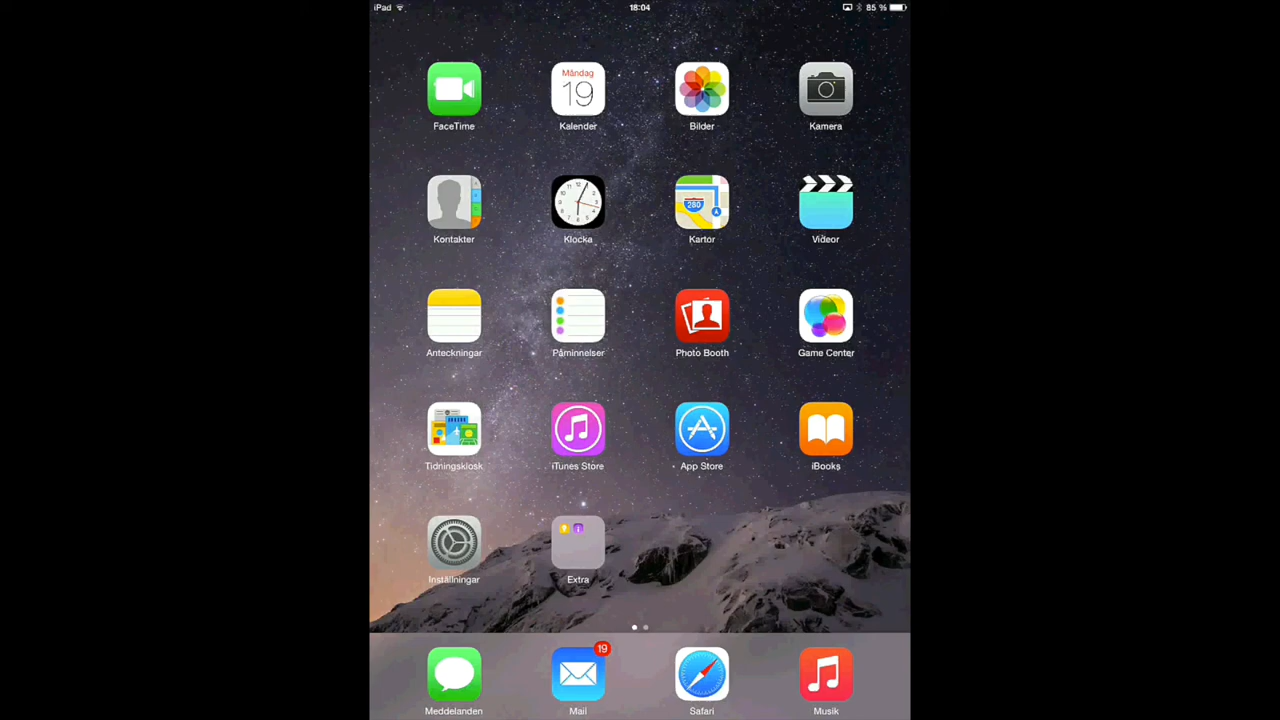 iPad 18:04 85 %
Måndag
19
FaceTime Kalender Bilder Kamera
280
Kontakter Klocka Kartor Videor
Anteckningar Påminnelser Photo Booth Game Center
Tidningskiosk iTunes Store App Store iBooks
Inställningar Extra
19
Meddelanden Mail Safari Musik